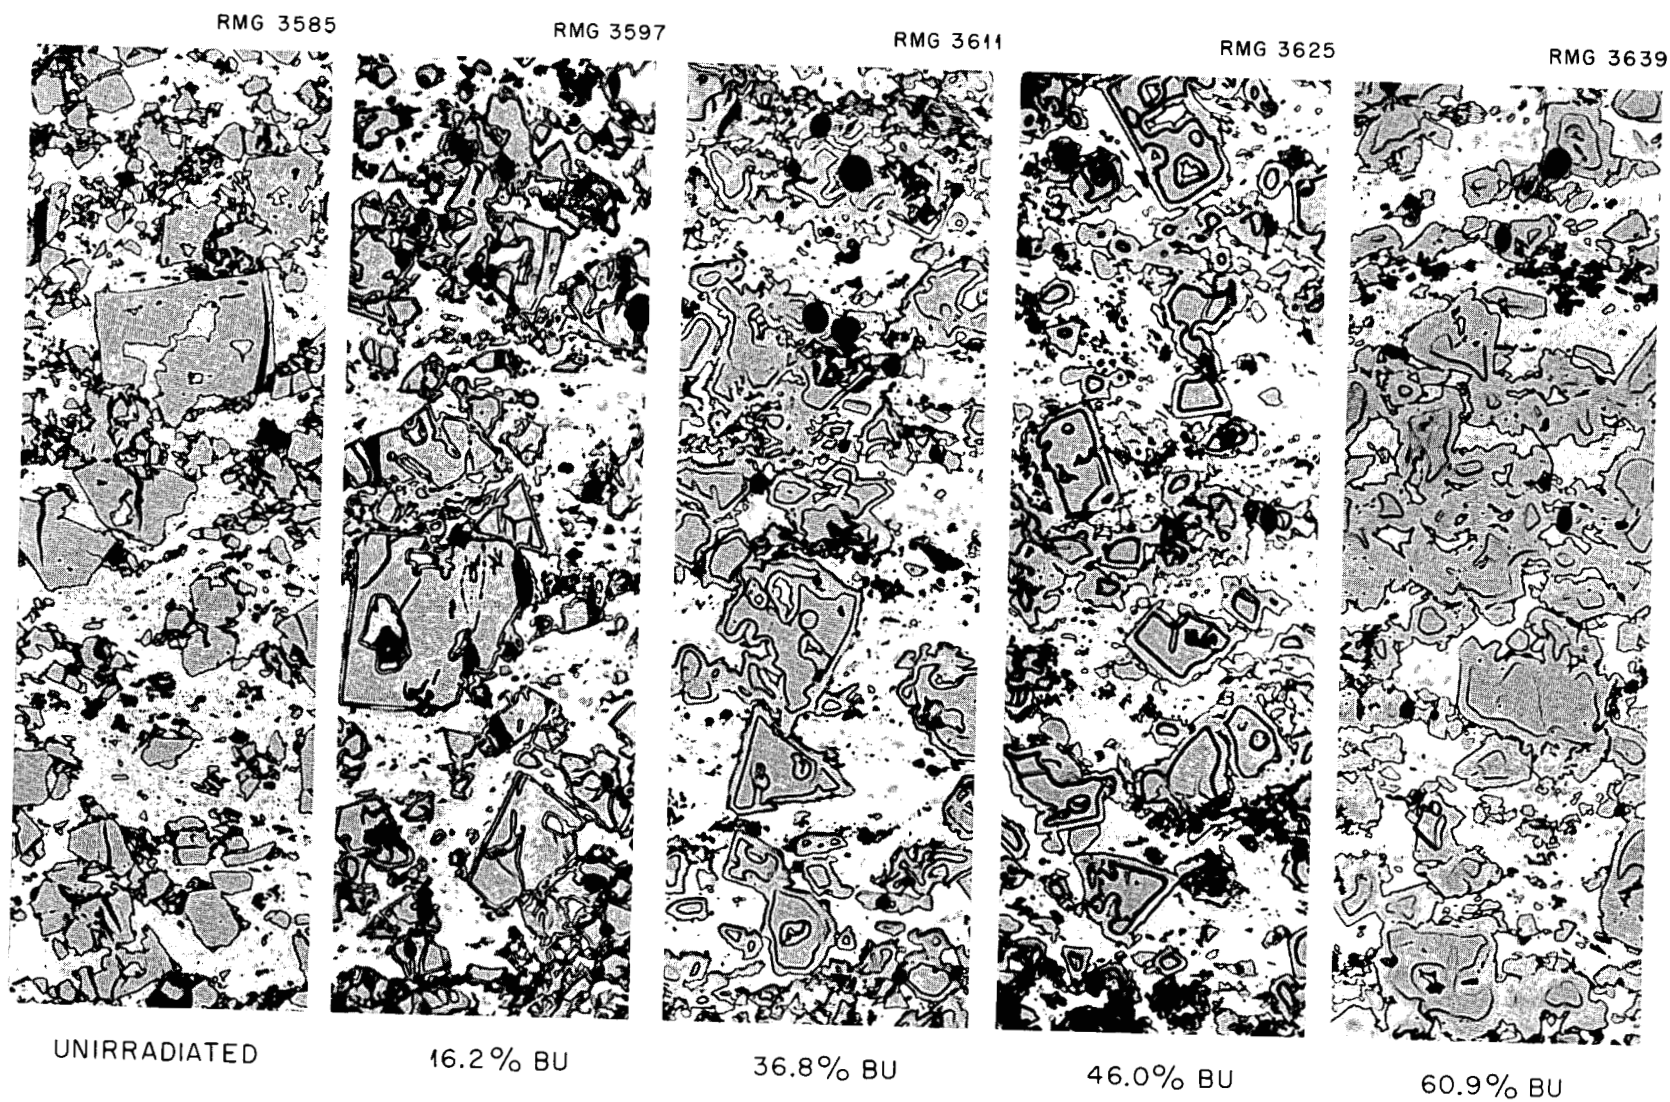 RMG 3585
RMG 3597
RMG 3611
RMG 3625
RMG 3639
UNIRRADIATED
16.2% BU
36.8% BU
46.0% BU
60.9% BU